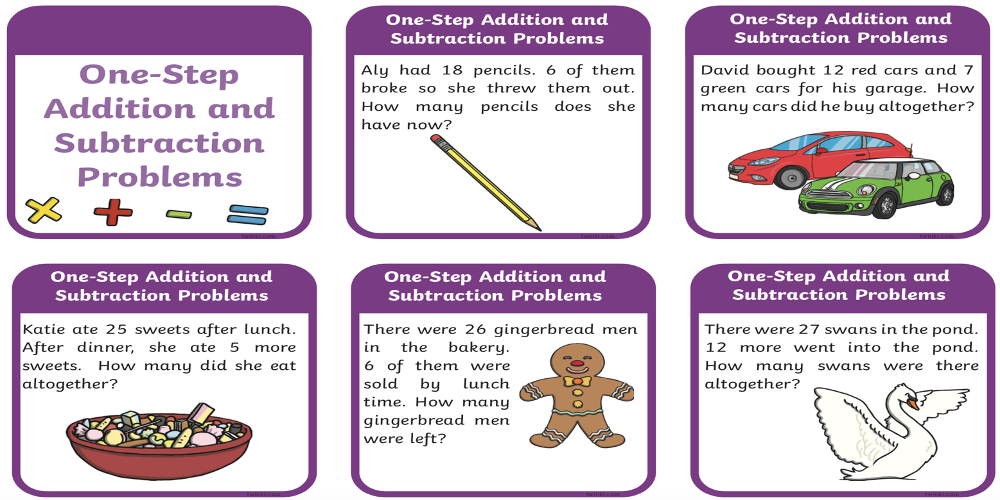 One-Step
Addition and
Subtraction
Problems
twinkl.com
One-Step Addition and
Subtraction Problems
Aly had 18 pencils. 6 of them
broke so she threw them out.
How many pencils does she
have now?
twinkl.com
One-Step Addition and
Subtraction Problems
David bought 12 red cars and 7
green cars for his garage. How
many cars did he buy altogether?
twinkl.com
One-Step Addition and
Subtraction Problems
Katie ate 25 sweets after lunch.
After dinner, she ate 5 more
sweets. How many did she eat
altogether?
twinkl.com
One-Step Addition and
Subtraction Problems
There were 26 gingerbread men
in the bakery.
6 of them were
sold by lunch
time. How many
gingerbread men
were left?
One-Step Addition and
Subtraction Problems
There were 27 swans in the pond.
12 more went into the pond.
How many swans were there
altogether?
twinkl.com